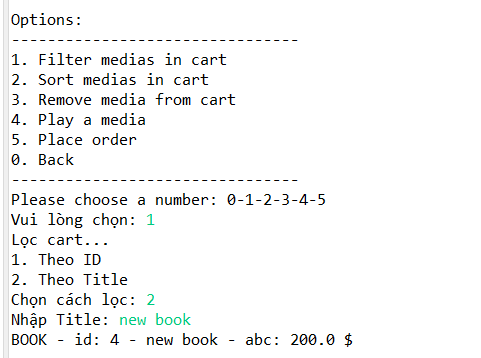 Options:
--------------------------------
1. Filter medias in cart
2. Sort medias in cart
3. Remove media from cart
4. Play a media
5. Place order
0. Back
--------------------------------
Please choose a number: 0-1-2-3-4-5
Vui lòng chọn: 1
Lọc cart...
1. Theo ID
2. Theo Title
Chọn cách lọc: 2
Nhập Title: new book
BOOK - id: 4 - new book - abc: 200.0 $